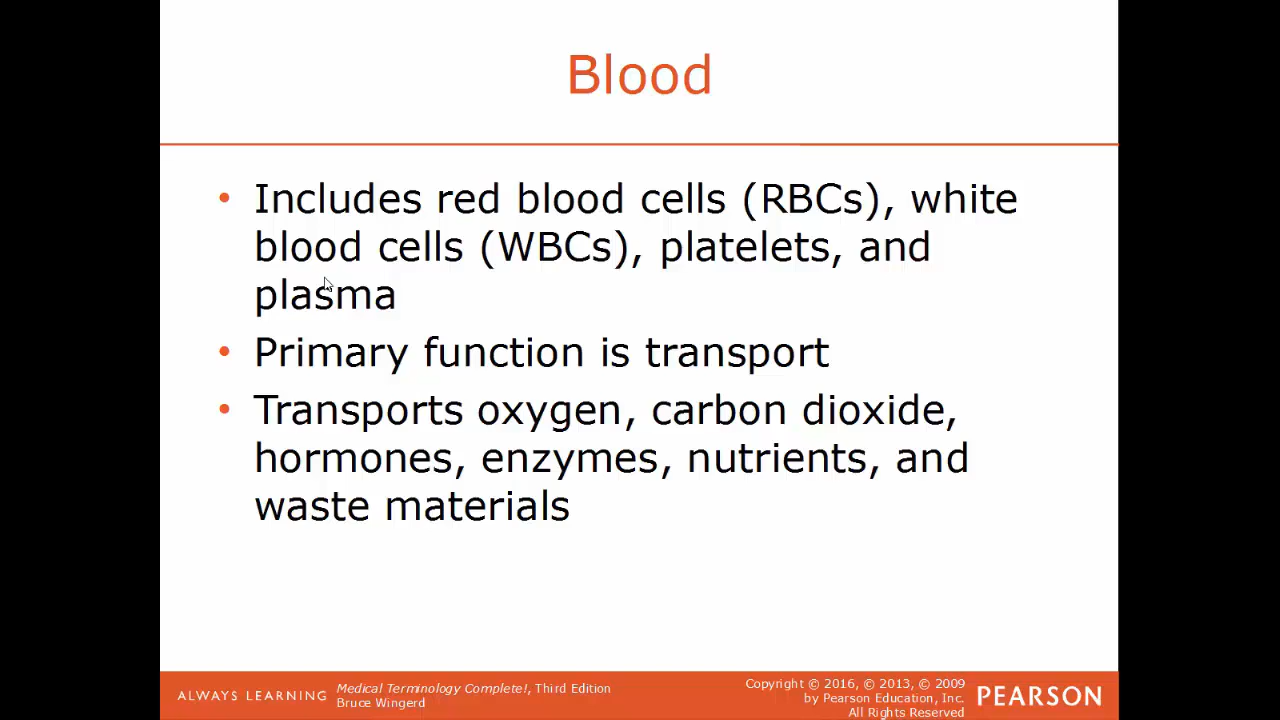 Blood
• Includes red blood cells (RBCs), white
blood cells (WBCs), platelets, and
plasma
• Primary function is transport
• Transports oxygen, carbon dioxide,
hormones, enzymes, nutrients, and
waste materials
ALWAYS LEARNING
Medical Terminology Complete!, Third Edition
Bruce Wingerd
Copyright © 2016, © 2013, © 2009
by Pearson Education, Inc.
All Rights Reserved
PEARSON